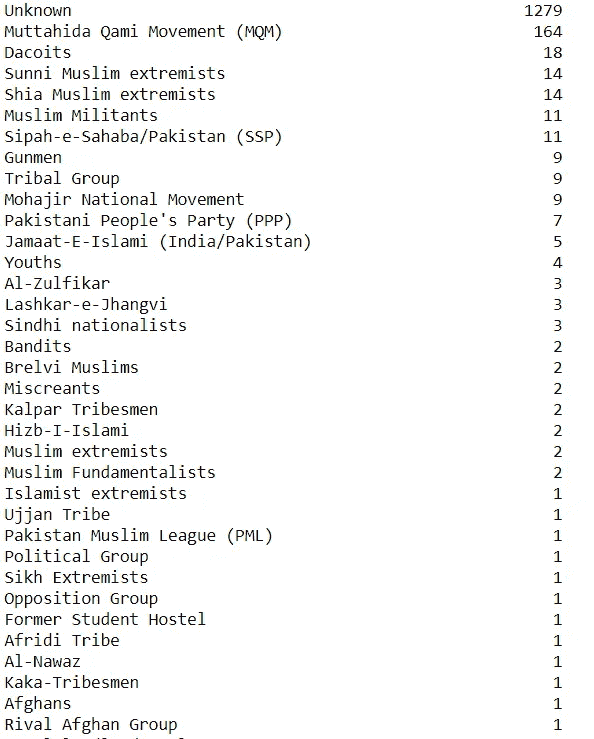 Unknown 1279
Muttahida Qami Movement (MQM) 164
Dacoits 18
Sunni Muslim extremists 14
Shia Muslim extremists 14
Muslim Militants 11
Sipah-e-Sahaba/Pakistan (SSP) 11
Gunmen 9
Tribal Group 9
Mohajir National Movement 9
Pakistani People's Party (PPP) 7
Jamaat-E-Islami (India/Pakistan) 5
Youths 4
Al-Zulfikar 3
Lashkar-e-Jhangvi 3
Sindhi nationalists 3
Bandits 2
Brelvi Muslims 2
Miscreants 2
Kalpar Tribesmen 2
Hizb-I-Islami 2
Muslim extremists 2
Muslim Fundamentalists 2
Islamist extremists 1
Ujjan Tribe 1
Pakistan Muslim League (PML) 1
Political Group 1
Sikh Extremists 1
Opposition Group 1
Former Student Hostel 1
Afridi Tribe 1
Al-Nawaz 1
Kaka-Tribesmen 1
Afghans 1
Rival Afghan Group 1